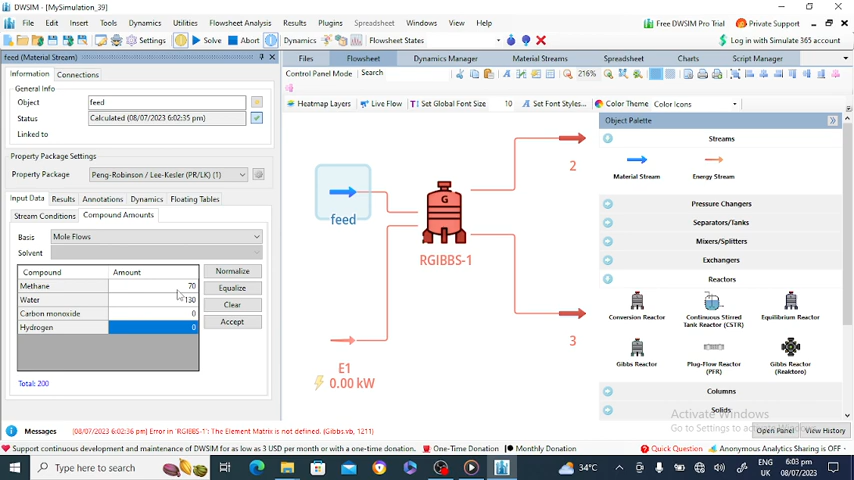 DWSIM - MySimulation_39
File Edit Insert Tools Dynamics Utilities Flowsheet Analysis Results Plugins Spreadsheet Windows View Help Free DWSIM Pro Trial Private Support
Settings Solve Abort Dynamics Flowsheet States Log in with Simulate 365 account
feed (Material Stream) Files Flowsheet Dynamics Manager Material Streams Spreadsheet Charts Script Manager
Information Connections Control Panel Mode Search 216%
General Info
Object feed Heatmap Layers Live Flow Set Global Font Size 10 Set Font Styles... Color Theme Color Icons
Status Calculated (08/07/2023 6:02:35 pm) Object Palette
Linked to
Streams
Property Package Settings
Property Package Peng-Robinson / Lee-Kesler (PR/LK) (1)
Material Stream Energy Stream
Input Data Results Annotations Dynamics Floating Tables
Stream Conditions Compound Amounts
Basis Mole Flows
Solvent
Compound Amount Normalize
Methane 70
Water 130 Equalize
Carbon monoxide 0 Clear
Hydrogen 0 Accept
Total: 200
feed
G
RGIBBS-1
2
3
E1
0.00 kW
Pressure Changers
Separators/Tanks
Mixers/Splitters
Exchangers
Reactors
Conversion Reactor Continuous Stirred Tank Reactor (CSTR) Equilibrium Reactor
Gibbs Reactor Plug-Flow Reactor (PFR) Gibbs Reactor (Reaktoro)
Columns
Solids
Activate Windows
Go to Settings to activate Windows.
Messages [08/07/2023 6:02:36 pm] Error in 'RGIBBS-1': The Element Matrix is not defined. (Gibbs.vb, 1211) Open Panel View History
Support continuous development and maintenance of DWSIM for as low as 3 USD per month or with a one-time donation. One-Time Donation Monthly Donation Quick Question Anonymous Analytics Sharing is OFF
Type here to search 34°C ENG UK 6:03 pm 08/07/2023